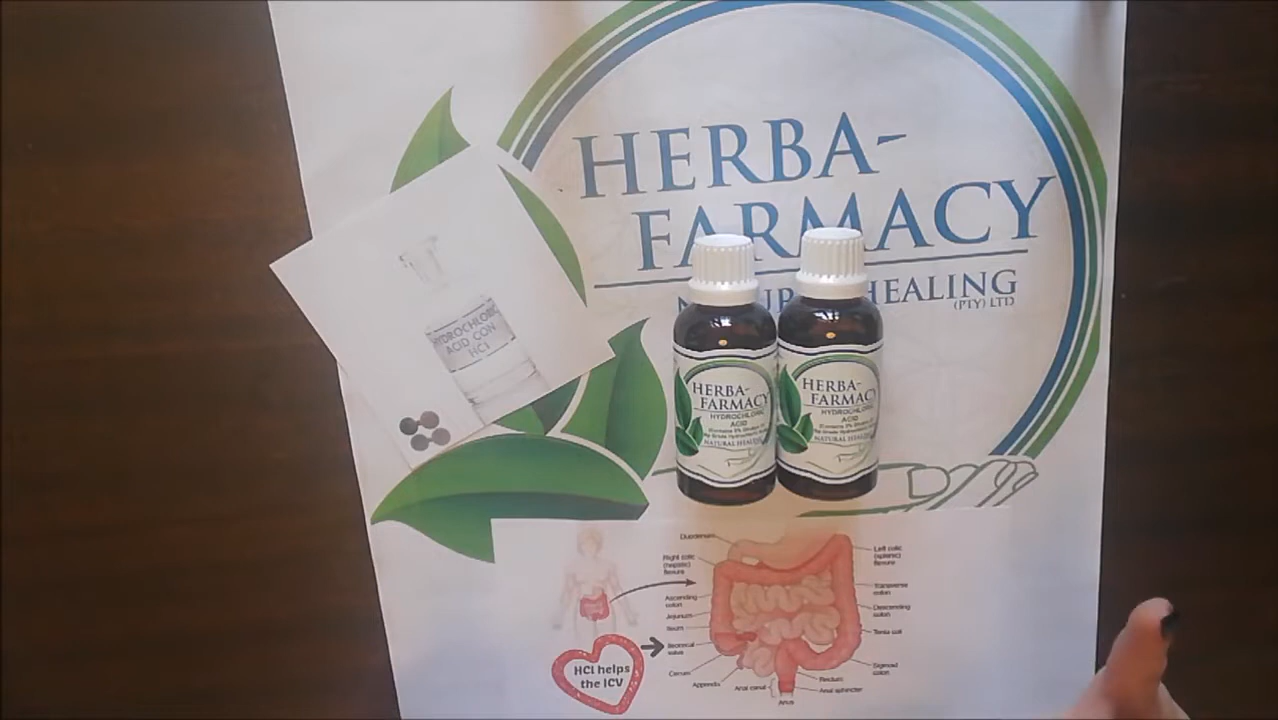 HERBA-
FARMACY
HEALING
(PTY) LTD
HYDROCHLORIC
ACID CON
HCl
HERBA-
FARMACY
HYDROCHLORIC
ACID
NATURAL HEALING
HERBA-
FARMACY
HYDROCHLORIC
ACID
NATURAL HEALING
Duodenum
Right colic
(hepatic)
flexure
Ascending
colon
Jejunum
Ileum
Ileocecal
valve
Cecum
Appendix
Anal canal
Anus
Left colic
(splenic)
flexure
Transverse
colon
Descending
colon
Tenia coli
Sigmoid
colon
Rectum
Anal sphincter
HCl helps
the ICV